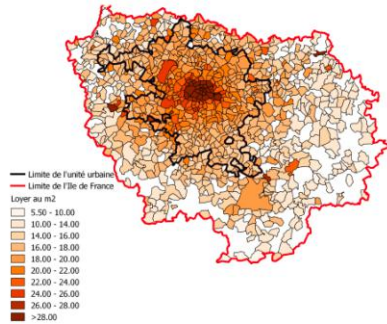 Limite de l'unité urbaine
Limite de l'Ile de France
Loyer au m2
5.50 - 10.00
10.00 - 14.00
14.00 - 16.00
16.00 - 18.00
18.00 - 20.00
20.00 - 22.00
22.00 - 24.00
24.00 - 26.00
26.00 - 28.00
>28.00